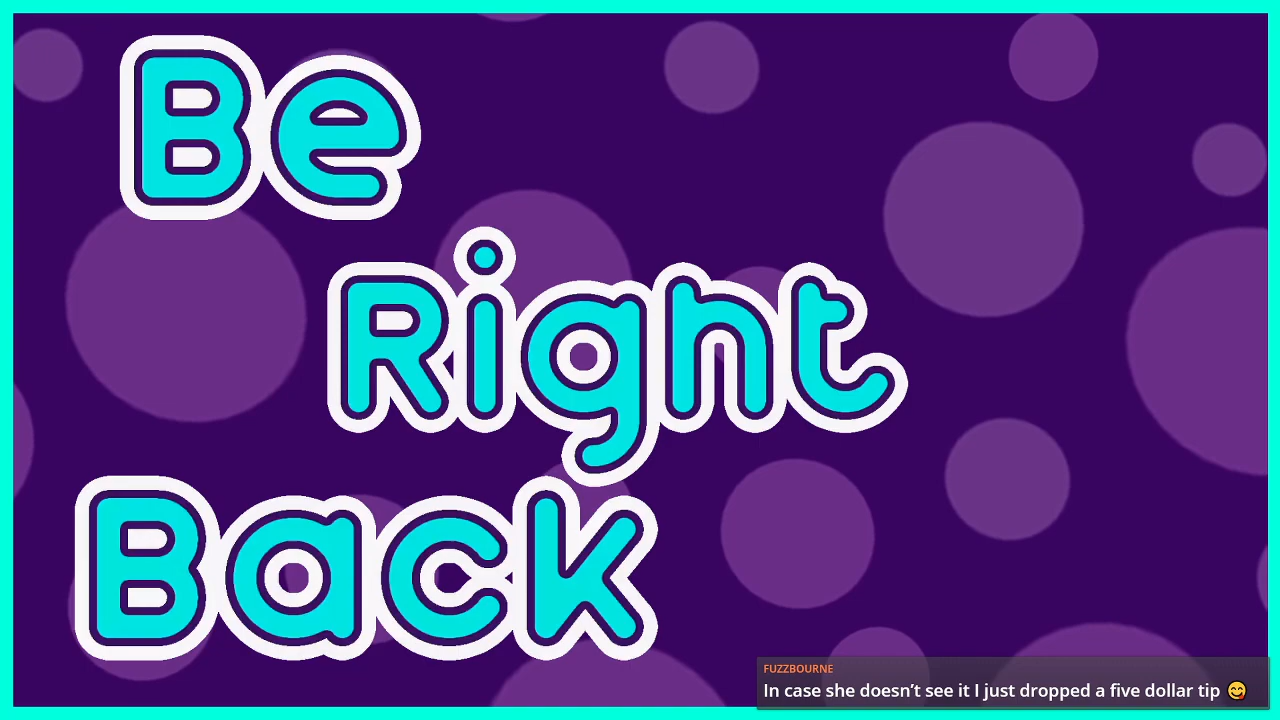 Be
Right
Back
FUZZBOURNE
In case she doesn’t see it I just dropped a five dollar tip 😋